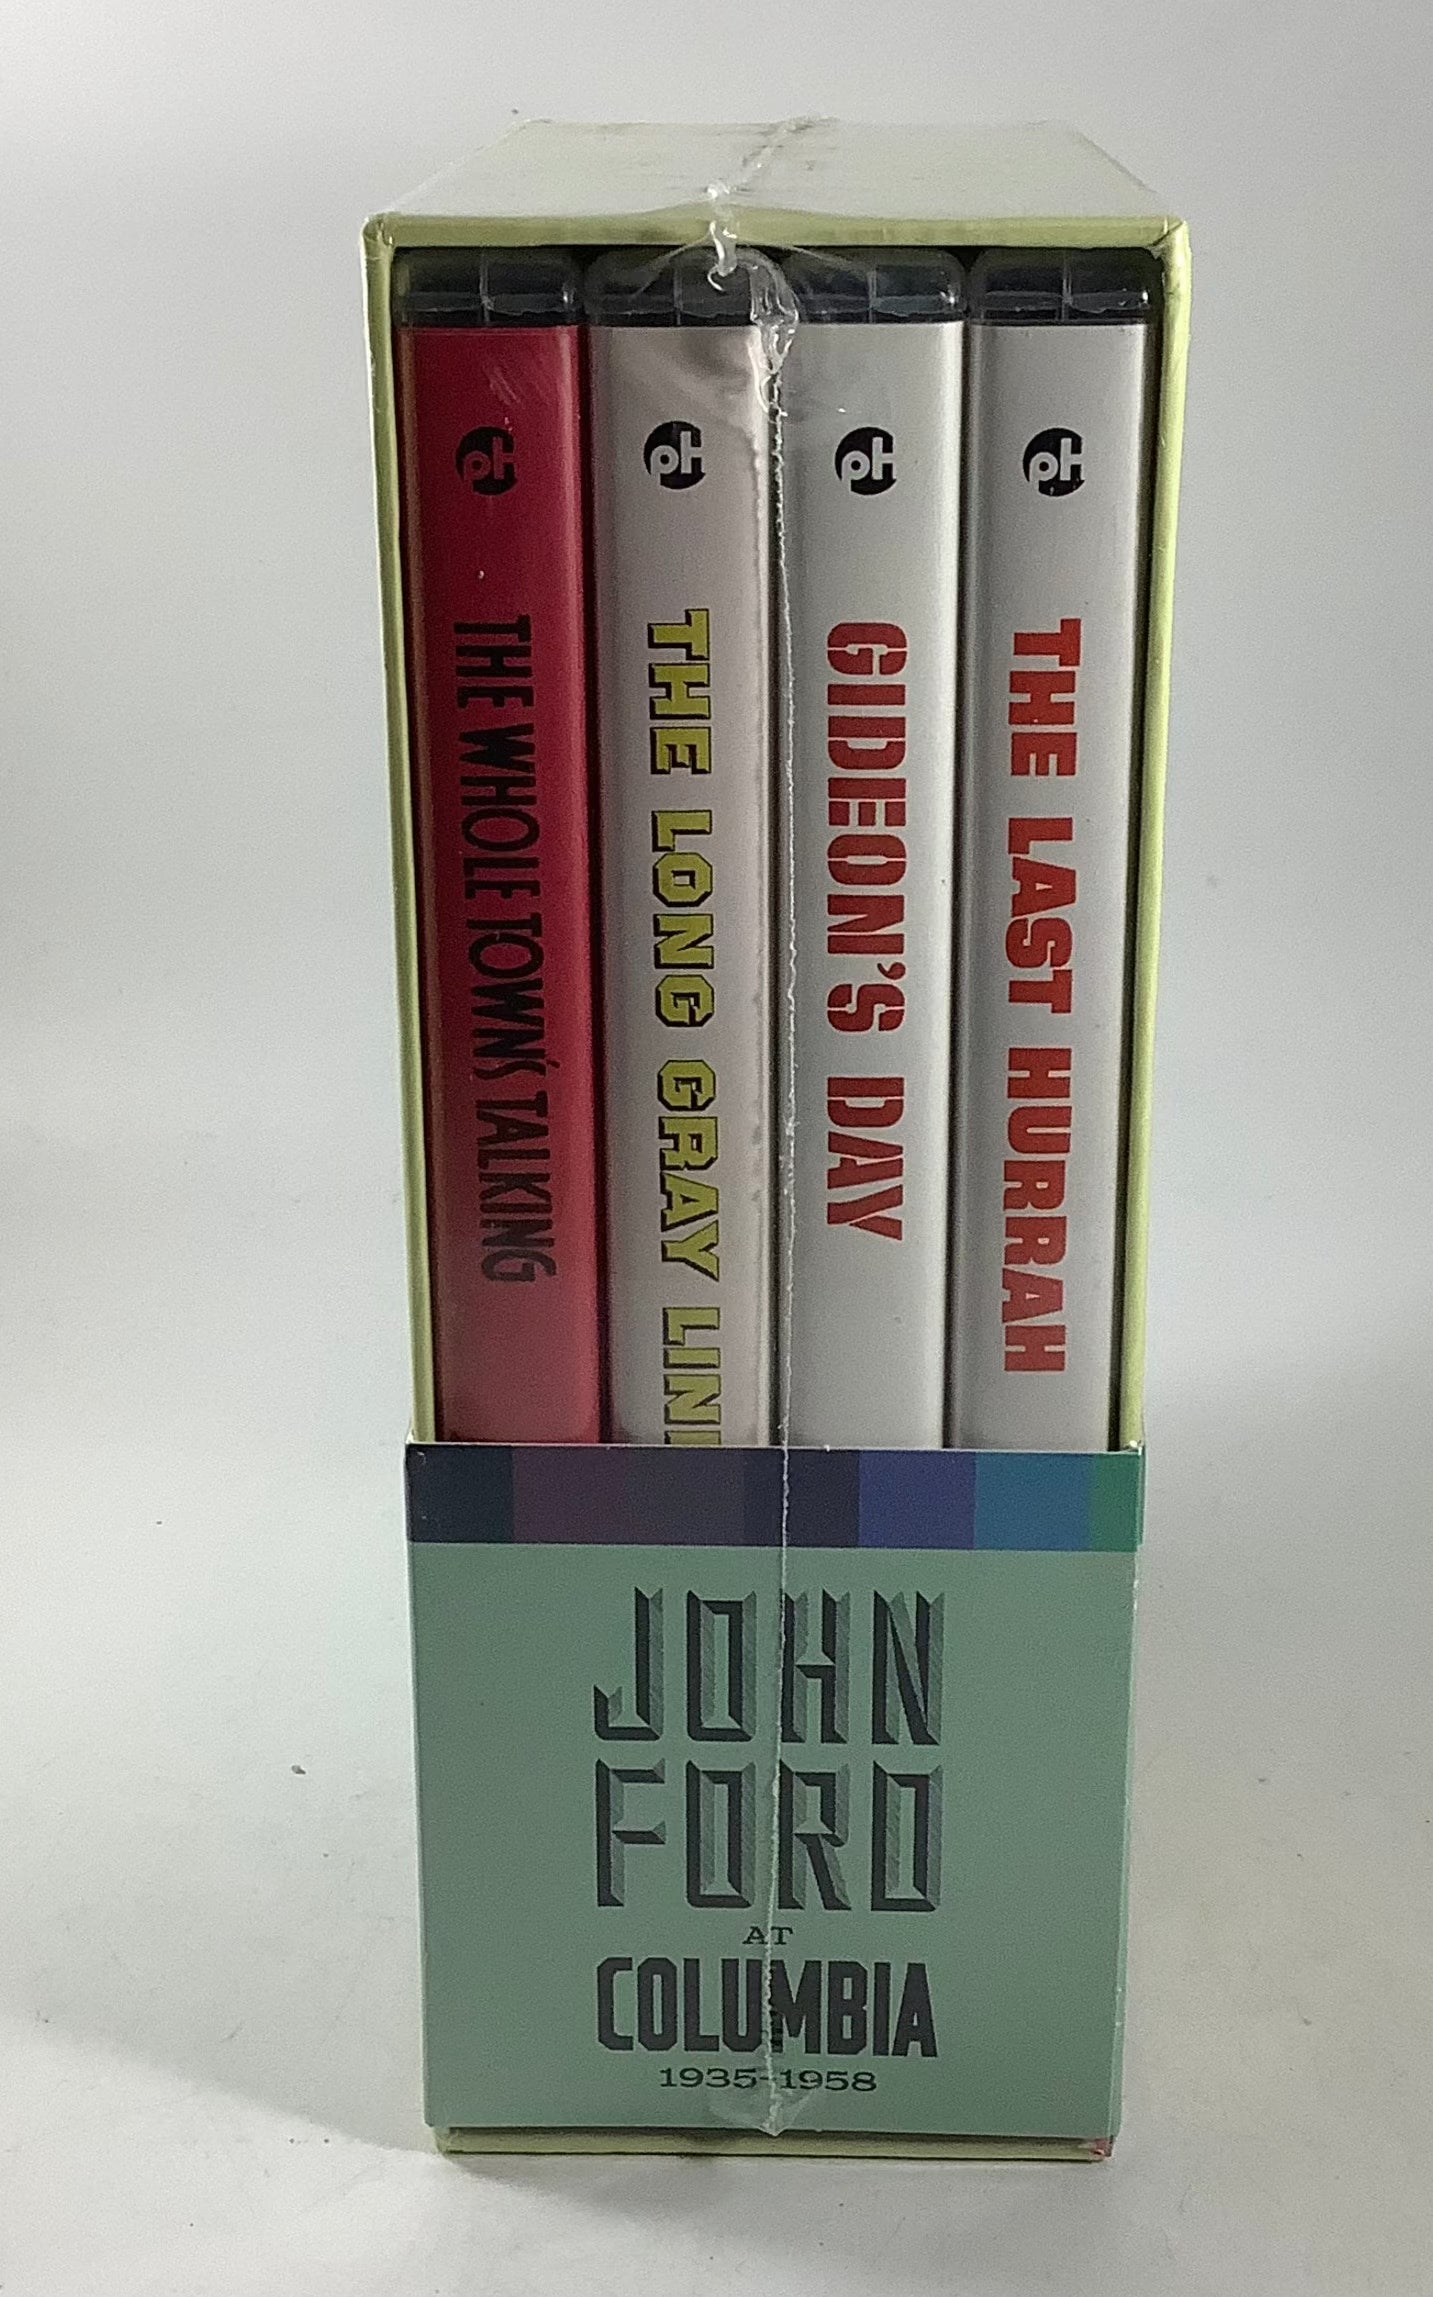 THE WHOLE TOWN'S TALKING
THE LONG GRAY LIN
GIDEON'S DAY
THE LAST HURRAH
JOHN
FORD
AT
COLUMBIA
1935-1958